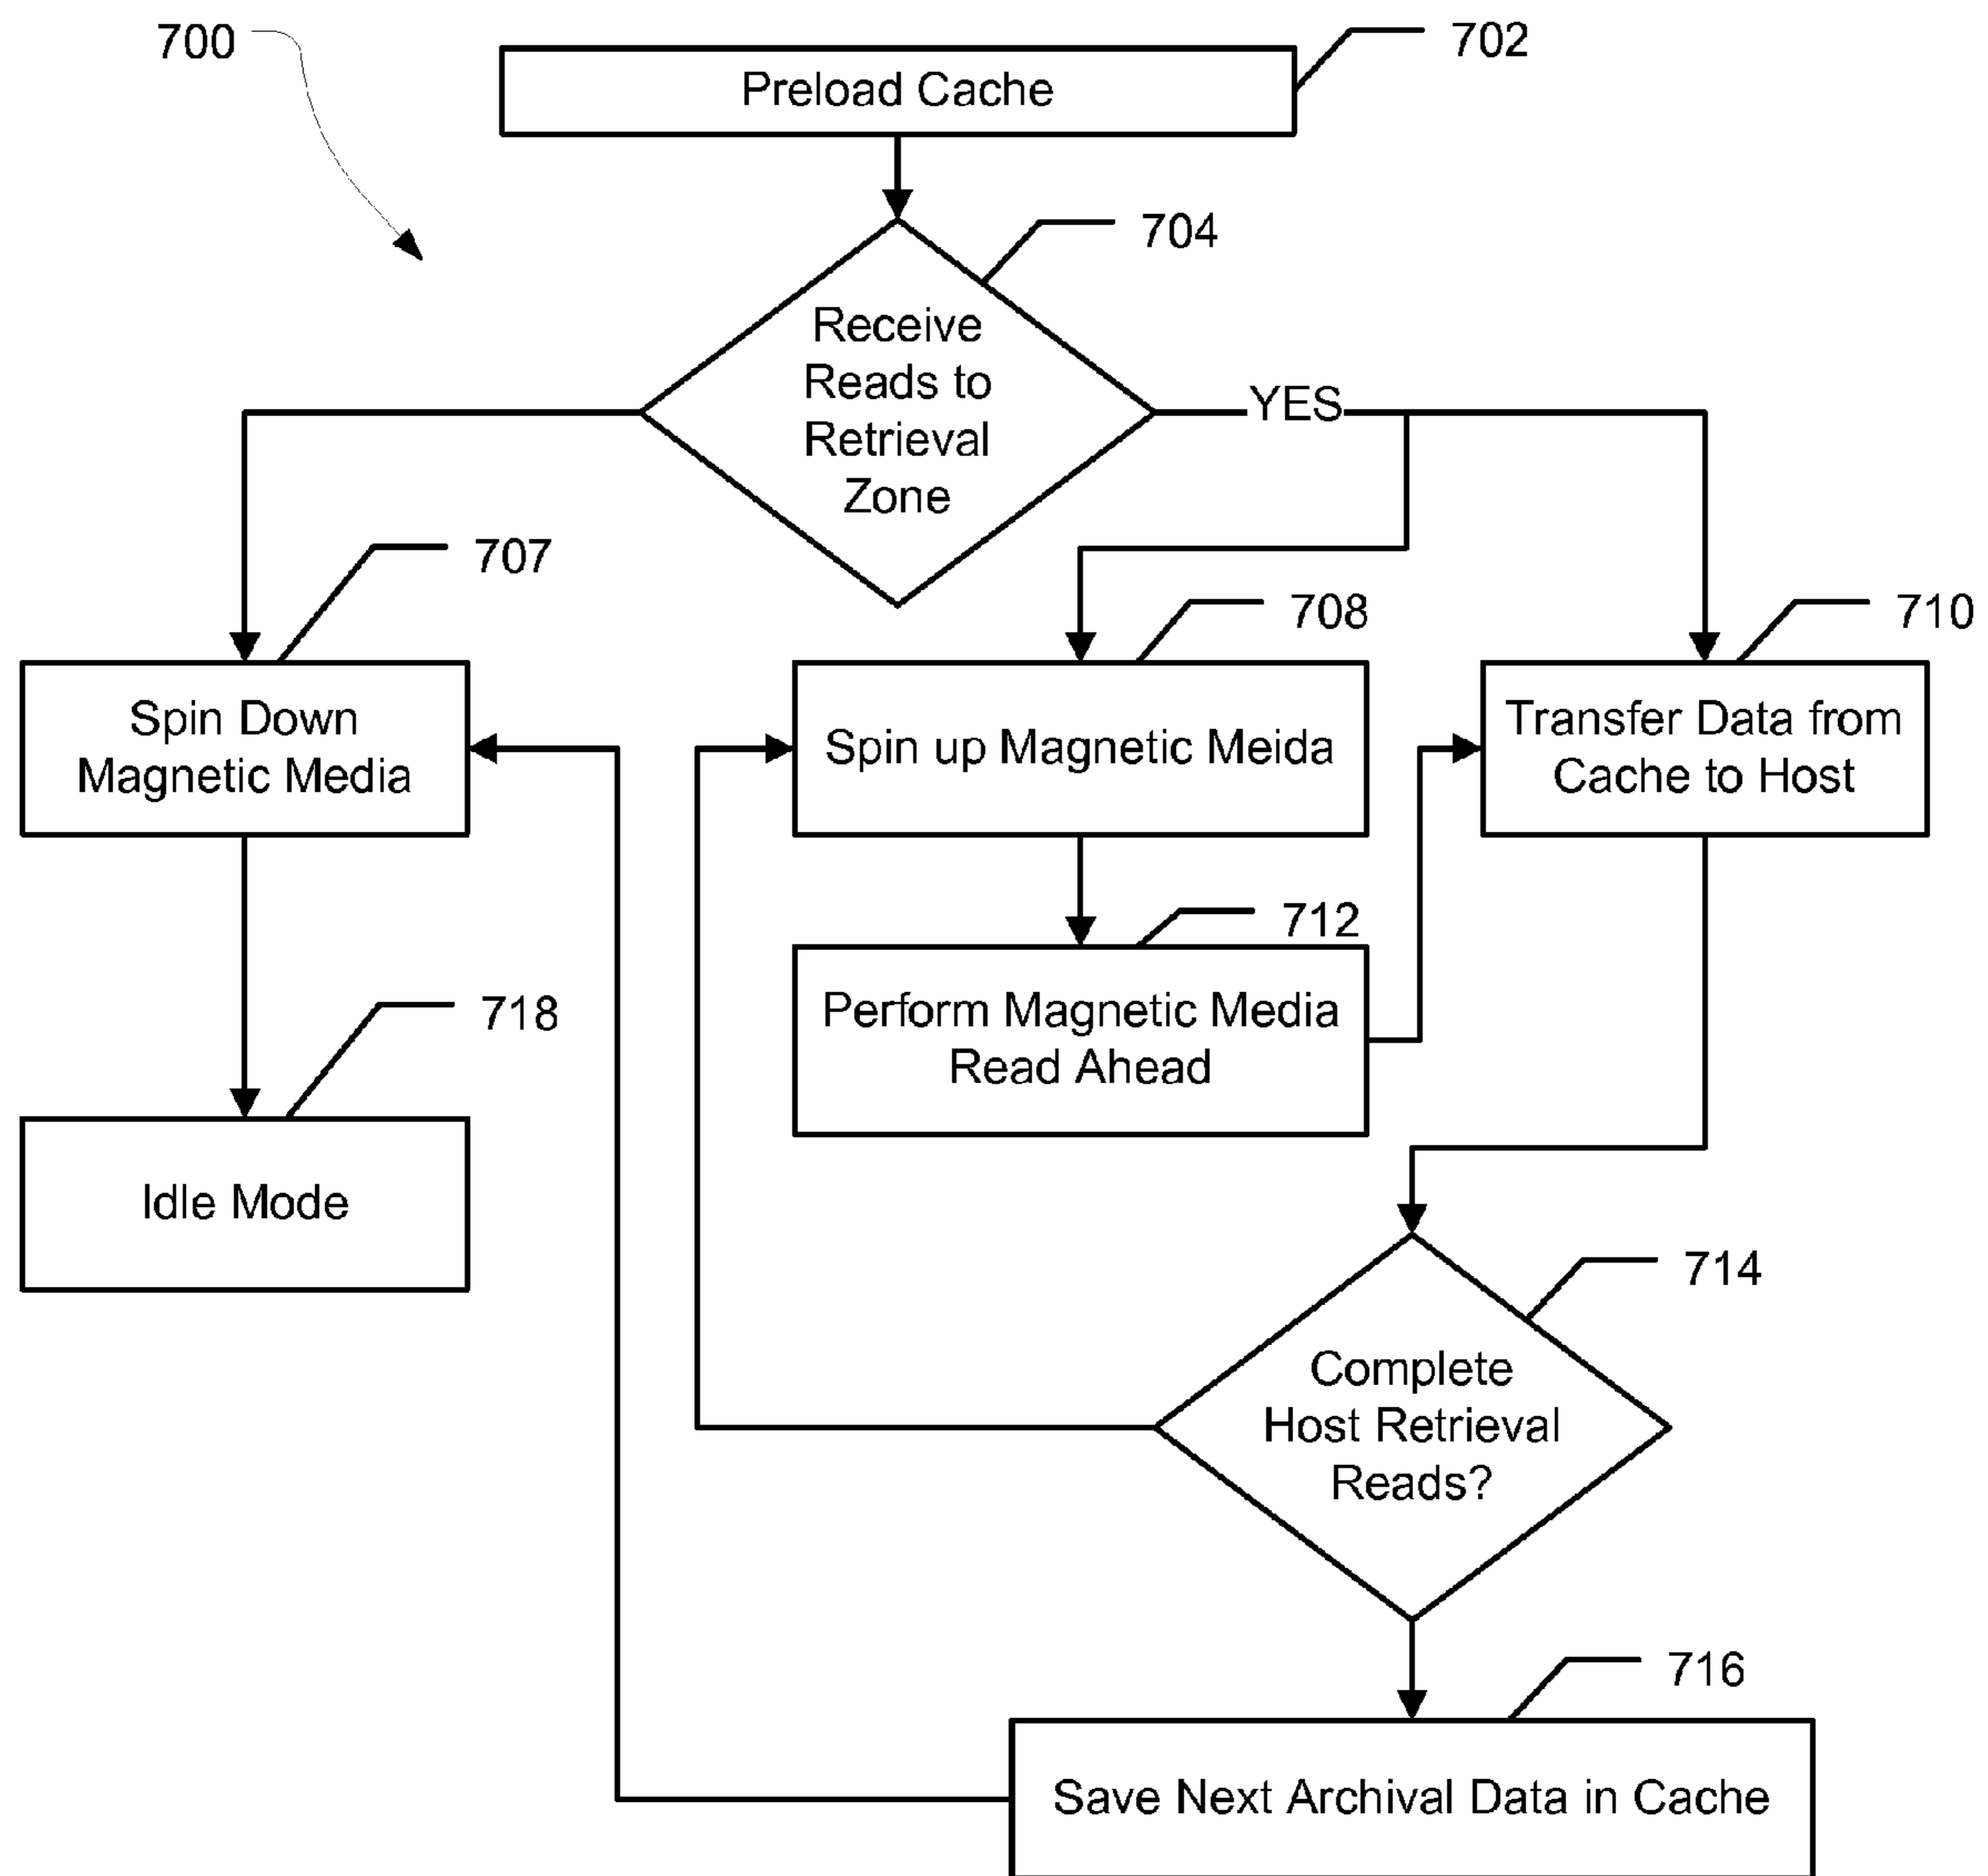 700
702
Preload Cache
704
Receive
Reads to
Retrieval
Zone
YES
707
708
710
Spin Down
Magnetic Media
Spin up Magnetic Meida
Transfer Data from
Cache to Host
712
Perform Magnetic Media
Read Ahead
718
Idle Mode
714
Complete
Host Retrieval
Reads?
716
Save Next Archival Data in Cache